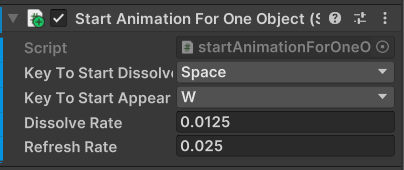 Start Animation For One Object (S
Script startAnimationForOneO
Key To Start Dissolve Space
Key To Start Appear W
Dissolve Rate 0.0125
Refresh Rate 0.025